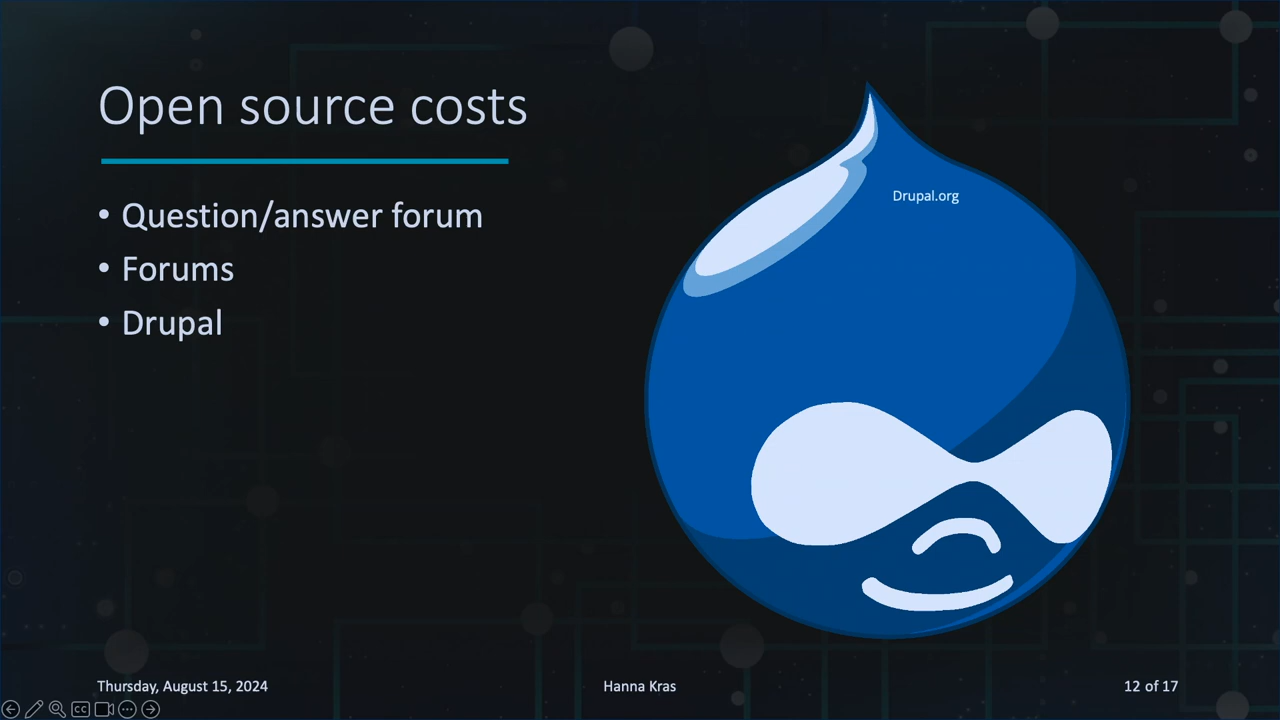 Open source costs
• Question/answer forum
• Forums
• Drupal
Drupal.org
Thursday, August 15, 2024
Hanna Kras
12 of 17
CC